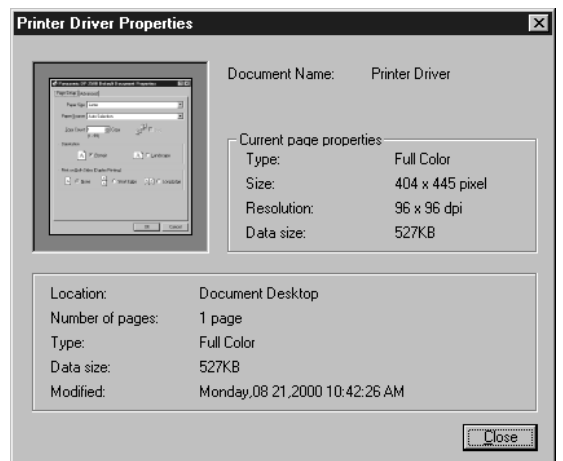 Printer Driver Properties
Document Name: Printer Driver
Current page properties
Type: Full Color
Size: 404 x 445 pixel
Resolution: 96 x 96 dpi
Data size: 527KB
Location: Document Desktop
Number of pages: 1 page
Type: Full Color
Data size: 527KB
Modified: Monday,08 21,2000 10:42:26 AM
Close